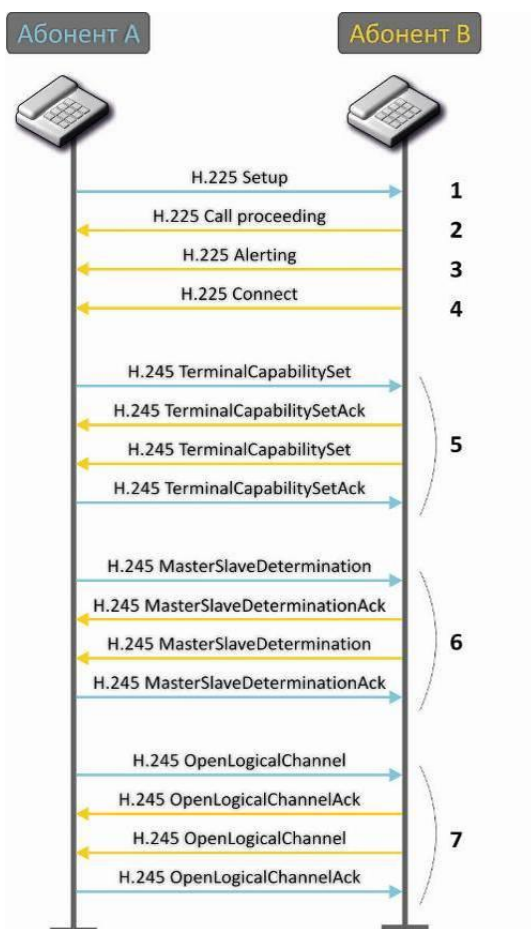 Абонент А
Абонент В
H.225 Setup
1
H.225 Call proceeding
2
H.225 Alerting
3
H.225 Connect
4
H.245 TerminalCapabilitySet
H.245 TerminalCapabilitySetAck
H.245 TerminalCapabilitySet
5
H.245 TerminalCapabilitySetAck
H.245 MasterSlaveDetermination
H.245 MasterSlaveDeterminationAck
H.245 MasterSlaveDetermination
6
H.245 MasterSlaveDeterminationAck
H.245 OpenLogicalChannel
H.245 OpenLogicalChannelAck
H.245 OpenLogicalChannel
7
H.245 OpenLogicalChannelAck